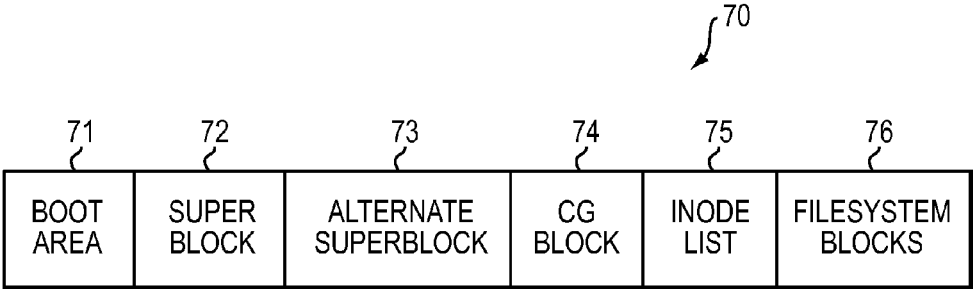 70
71 72 73 74 75 76
BOOT AREA SUPER BLOCK ALTERNATE SUPERBLOCK CG BLOCK INODE LIST FILESYSTEM BLOCKS